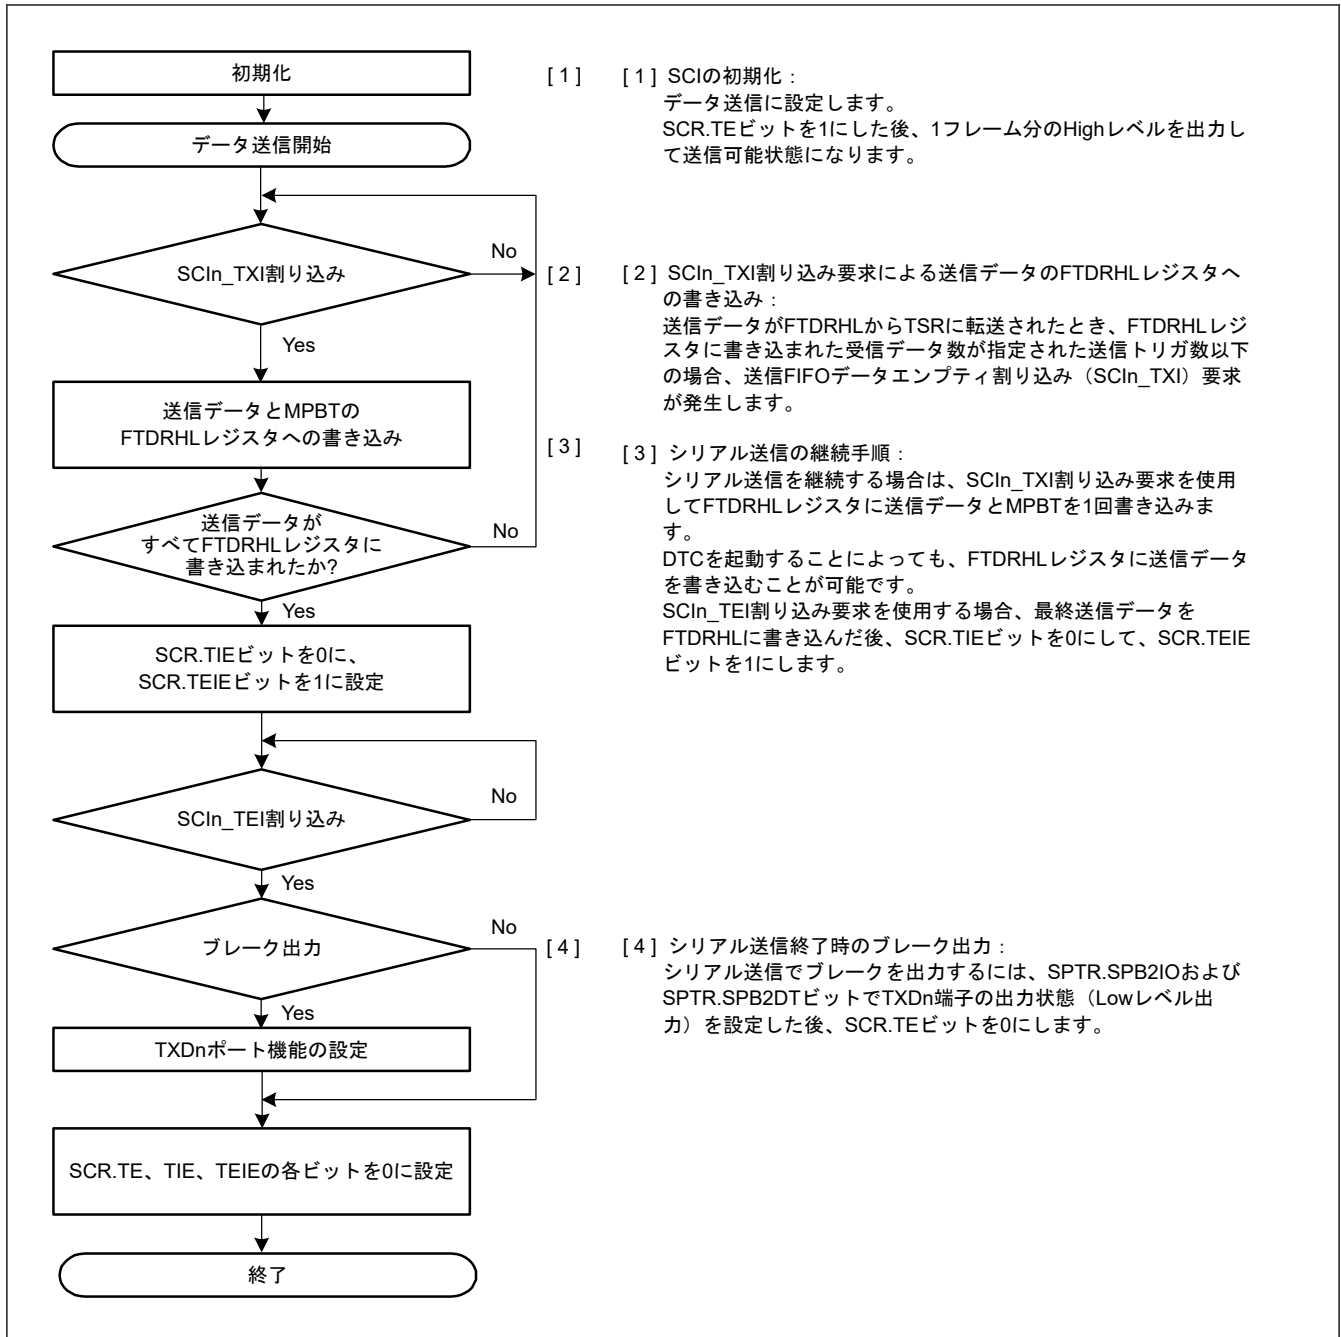 初期化
データ送信開始
SCIn_TXI割り込み
No
Yes
送信データとMPBTの
FTDRHLレジスタへの書き込み
送信データが
すべてFTDRHLレジスタに
書き込まれたか?
No
Yes
SCR.TIEビットを0に、
SCR.TEIEビットを1に設定
SCIn_TEI割り込み
No
Yes
ブレーク出力
No
Yes
TXDnポート機能の設定
SCR.TE、TIE、TEIEの各ビットを0に設定
終了
[ 1 ]
[ 1 ] SCIの初期化：
データ送信に設定します。
SCR.TEビットを1にした後、1フレーム分のHighレベルを出力し
て送信可能状態になります。
[ 2 ]
[ 2 ] SCIn_TXI割り込み要求による送信データのFTDRHLレジスタへ
の書き込み：
送信データがFTDRHLからTSRに転送されたとき、FTDRHLレジ
スタに書き込まれた受信データ数が指定された送信トリガ数以下
の場合、送信FIFOデータエンプティ割り込み（SCIn_TXI）要求
が発生します。
[ 3 ]
[ 3 ] シリアル送信の継続手順：
シリアル送信を継続する場合は、SCIn_TXI割り込み要求を使用
してFTDRHLレジスタに送信データとMPBTを1回書き込みま
す。
DTCを起動することによっても、FTDRHLレジスタに送信データ
を書き込むことが可能です。
SCIn_TEI割り込み要求を使用する場合、最終送信データを
FTDRHLに書き込んだ後、SCR.TIEビットを0にして、SCR.TEIE
ビットを1にします。
[ 4 ]
[ 4 ] シリアル送信終了時のブレーク出力：
シリアル送信でブレークを出力するには、SPTR.SPB2IOおよび
SPTR.SPB2DTビットでTXDn端子の出力状態（Lowレベル出
力）を設定した後、SCR.TEビットを0にします。